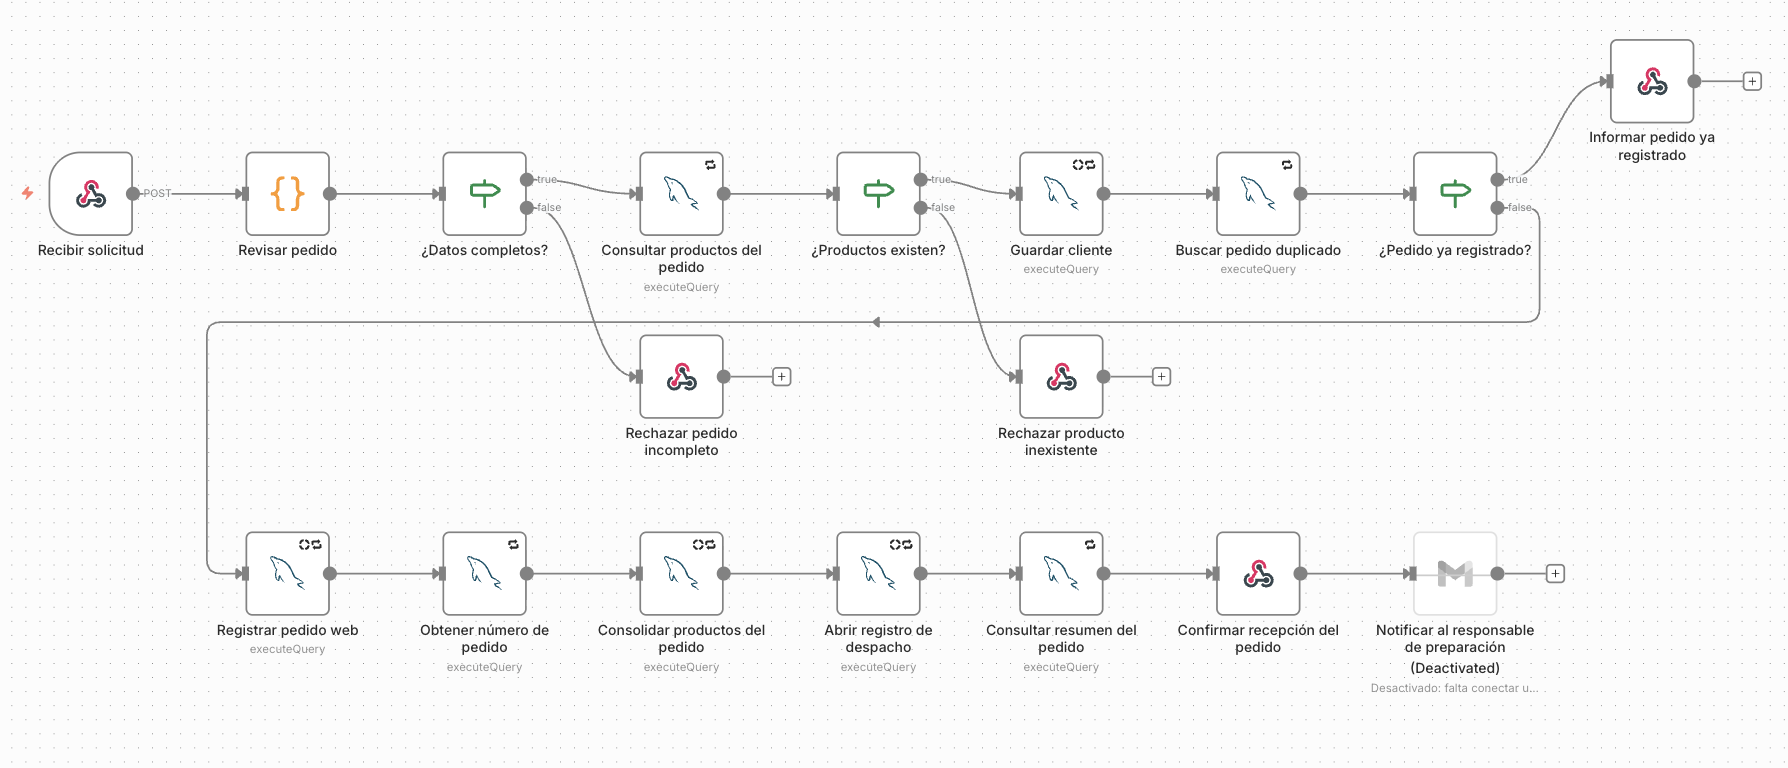 Informar pedido ya
registrado
POST
true
false
true
false
true
false
Recibir solicitud
Revisar pedido
¿Datos completos?
Consultar productos del
pedido
executeQuery
¿Productos existen?
Guardar cliente
executeQuery
Buscar pedido duplicado
executeQuery
¿Pedido ya registrado?
Rechazar pedido
incompleto
Rechazar producto
inexistente
Registrar pedido web
executeQuery
Obtener número de
pedido
executeQuery
Consolidar productos del
pedido
executeQuery
Abrir registro de
despacho
executeQuery
Consultar resumen del
pedido
executeQuery
Confirmar recepción del
pedido
Notificar al responsable
de preparación
(Deactivated)
Desactivado: falta conectar u...